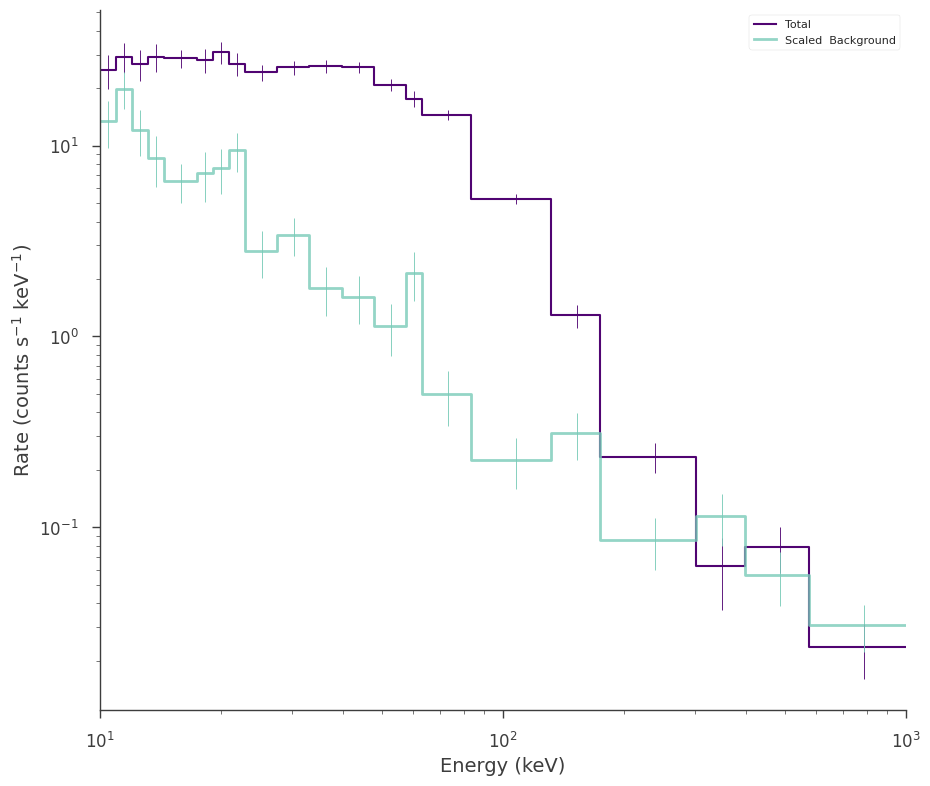 Total
Scaled  Background
Rate (counts s⁻¹ keV⁻¹)
10¹
10⁰
10⁻¹
10¹
10²
10³
Energy (keV)